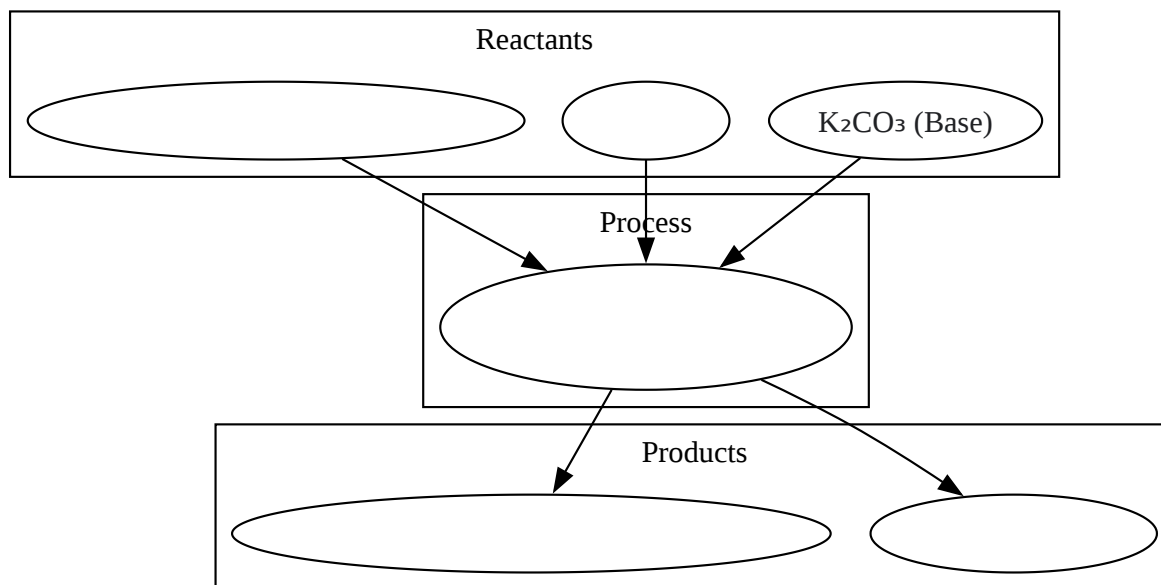 Reactants
K₂CO₃ (Base)
Process
Products